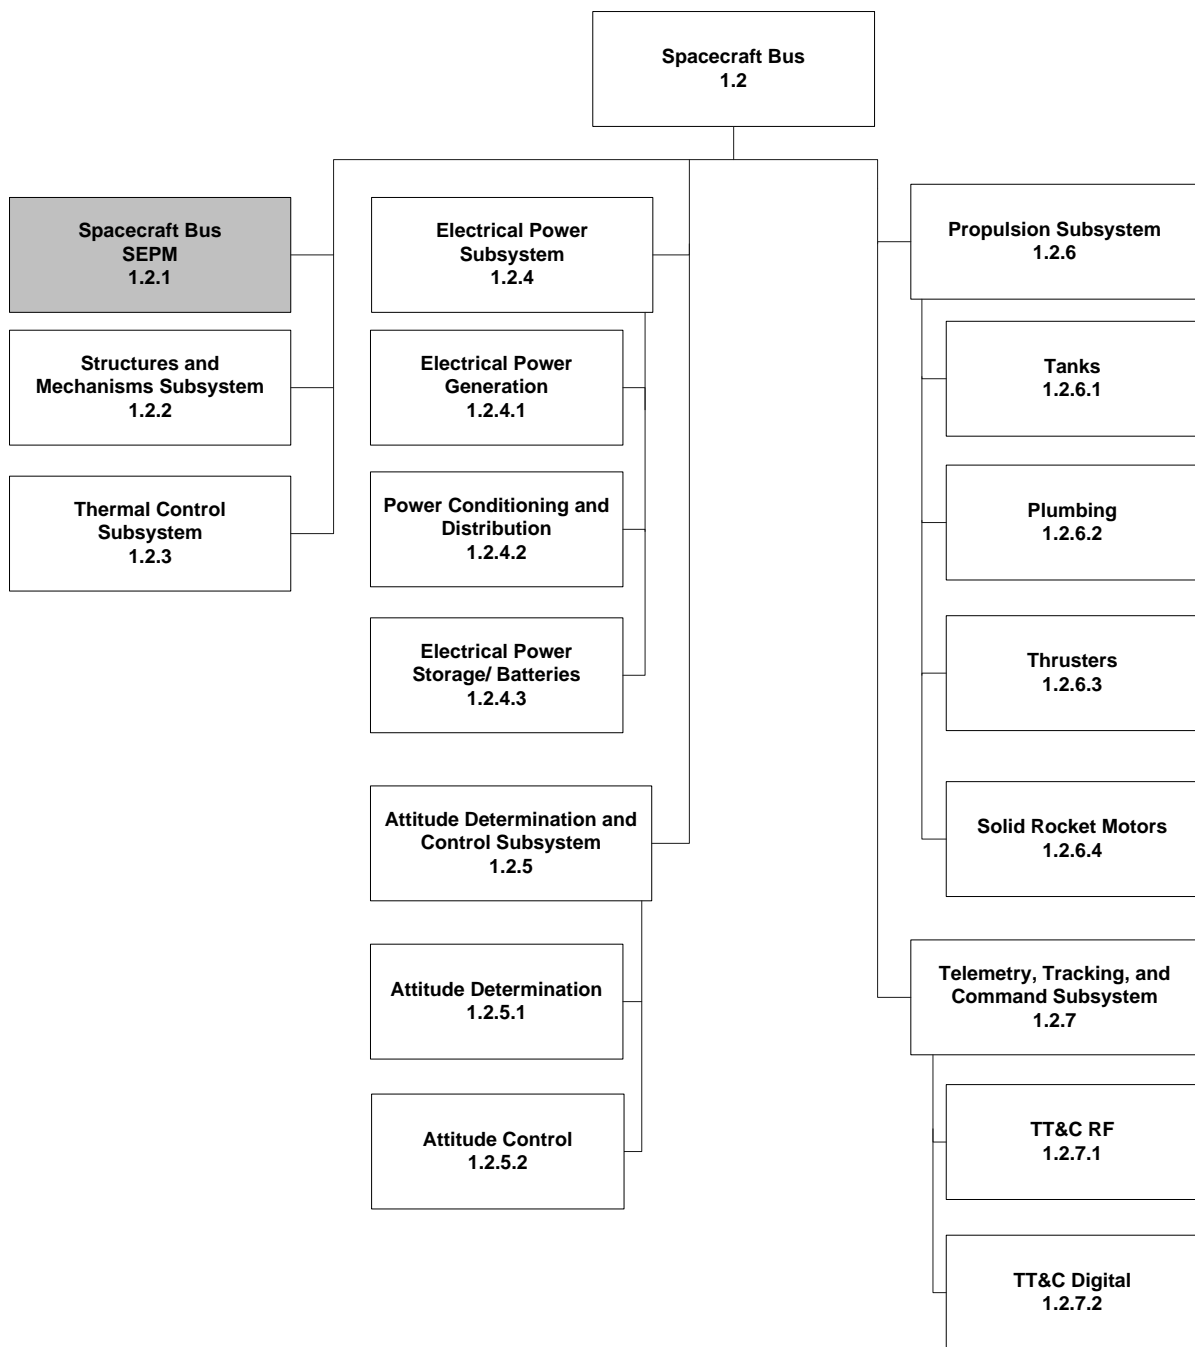 Spacecraft Bus
1.2
Spacecraft Bus
SEPM
1.2.1
Structures and
Mechanisms Subsystem
1.2.2
Thermal Control
Subsystem
1.2.3
Electrical Power
Subsystem
1.2.4
Electrical Power
Generation
1.2.4.1
Power Conditioning and
Distribution
1.2.4.2
Electrical Power
Storage/ Batteries
1.2.4.3
Attitude Determination and
Control Subsystem
1.2.5
Attitude Determination
1.2.5.1
Attitude Control
1.2.5.2
Propulsion Subsystem
1.2.6
Tanks
1.2.6.1
Plumbing
1.2.6.2
Thrusters
1.2.6.3
Solid Rocket Motors
1.2.6.4
Telemetry, Tracking, and
Command Subsystem
1.2.7
TT&C RF
1.2.7.1
TT&C Digital
1.2.7.2